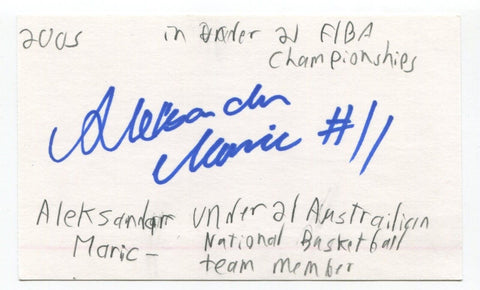 2005 in under 21 FIBA
Championships
Aleksandar
Maric #11
Aleksandar under 21 Austrailian
Maric - National Basketball
team member